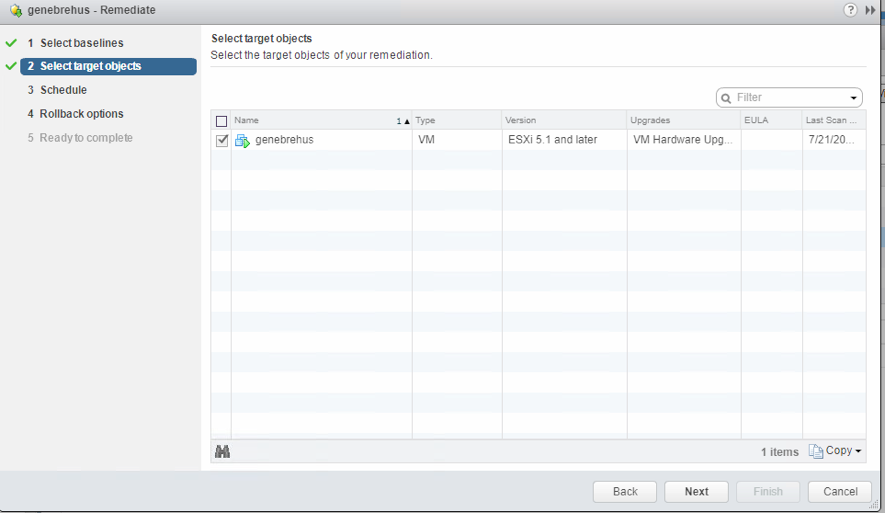 genebrehus - Remediate
1 Select baselines
2 Select target objects
3 Schedule
4 Rollback options
5 Ready to complete
Select target objects
Select the target objects of your remediation.
Filter
Name 1 Type Version Upgrades EULA Last Scan ...
genebrehus VM ESXi 5.1 and later VM Hardware Upg... 7/21/20...
1 items Copy
Back Next Finish Cancel